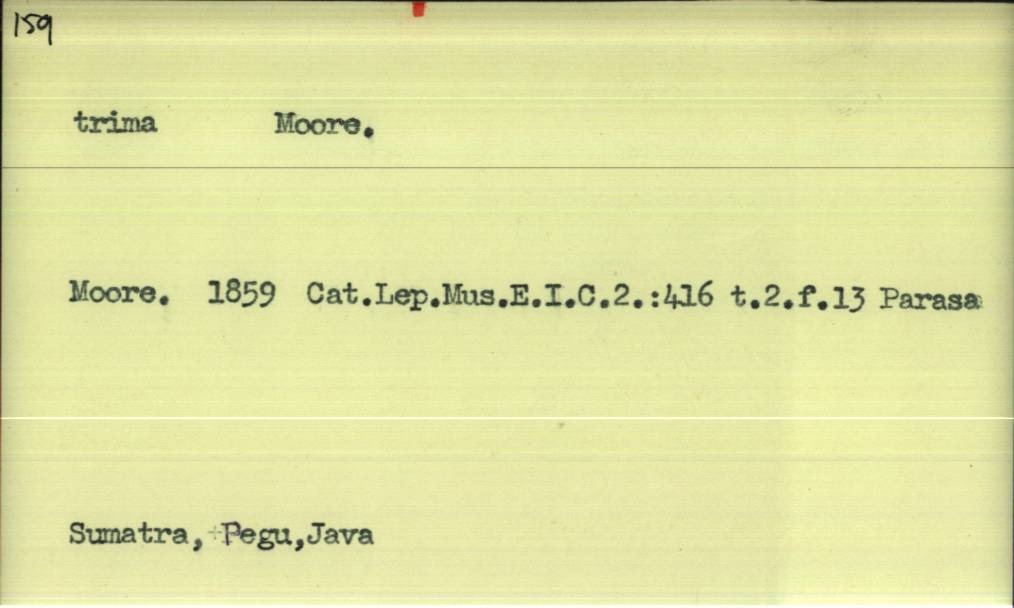 159
trima Moore.
Moore. 1859 Cat.Lep.Mus.E.I.C.2.:416 t.2.f.13 Parasa
Sumatra, Pegu,Java